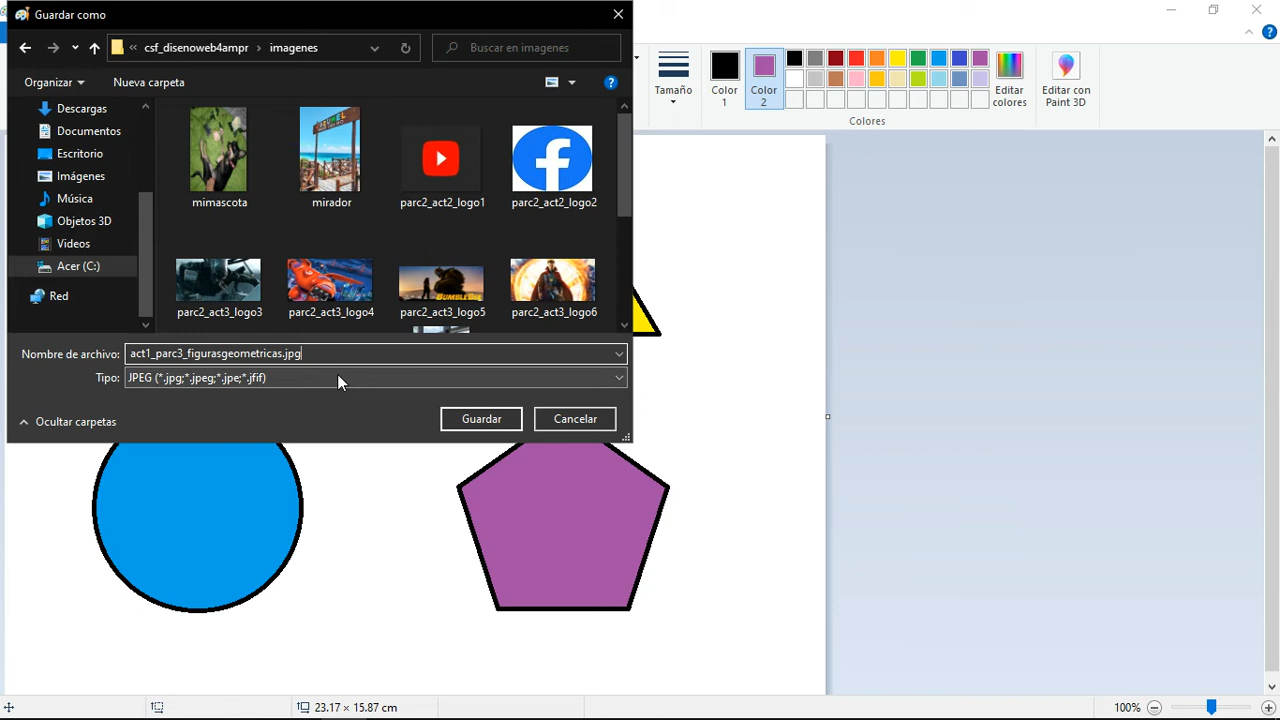 Guardar como
« csf_disenoweb4ampr › imagenes
Buscar en imagenes
Organizar
Nueva carpeta
Descargas
Documentos
Escritorio
Imágenes
Música
Objetos 3D
Videos
Acer (C:)
Red
mimascota
mirador
parc2_act2_logo1
parc2_act2_logo2
parc2_act3_logo3
parc2_act3_logo4
parc2_act3_logo5
parc2_act3_logo6
BUMBLEBEE
Nombre de archivo: act1_parc3_figurasgeometricas.jpg
Tipo: JPEG (*.jpg;*.jpeg;*.jpe;*.jfif)
Ocultar carpetas
Guardar
Cancelar
Tamaño
Color 1
Color 2
Editar colores
Editar con Paint 3D
Colores
23.17 × 15.87 cm
100%